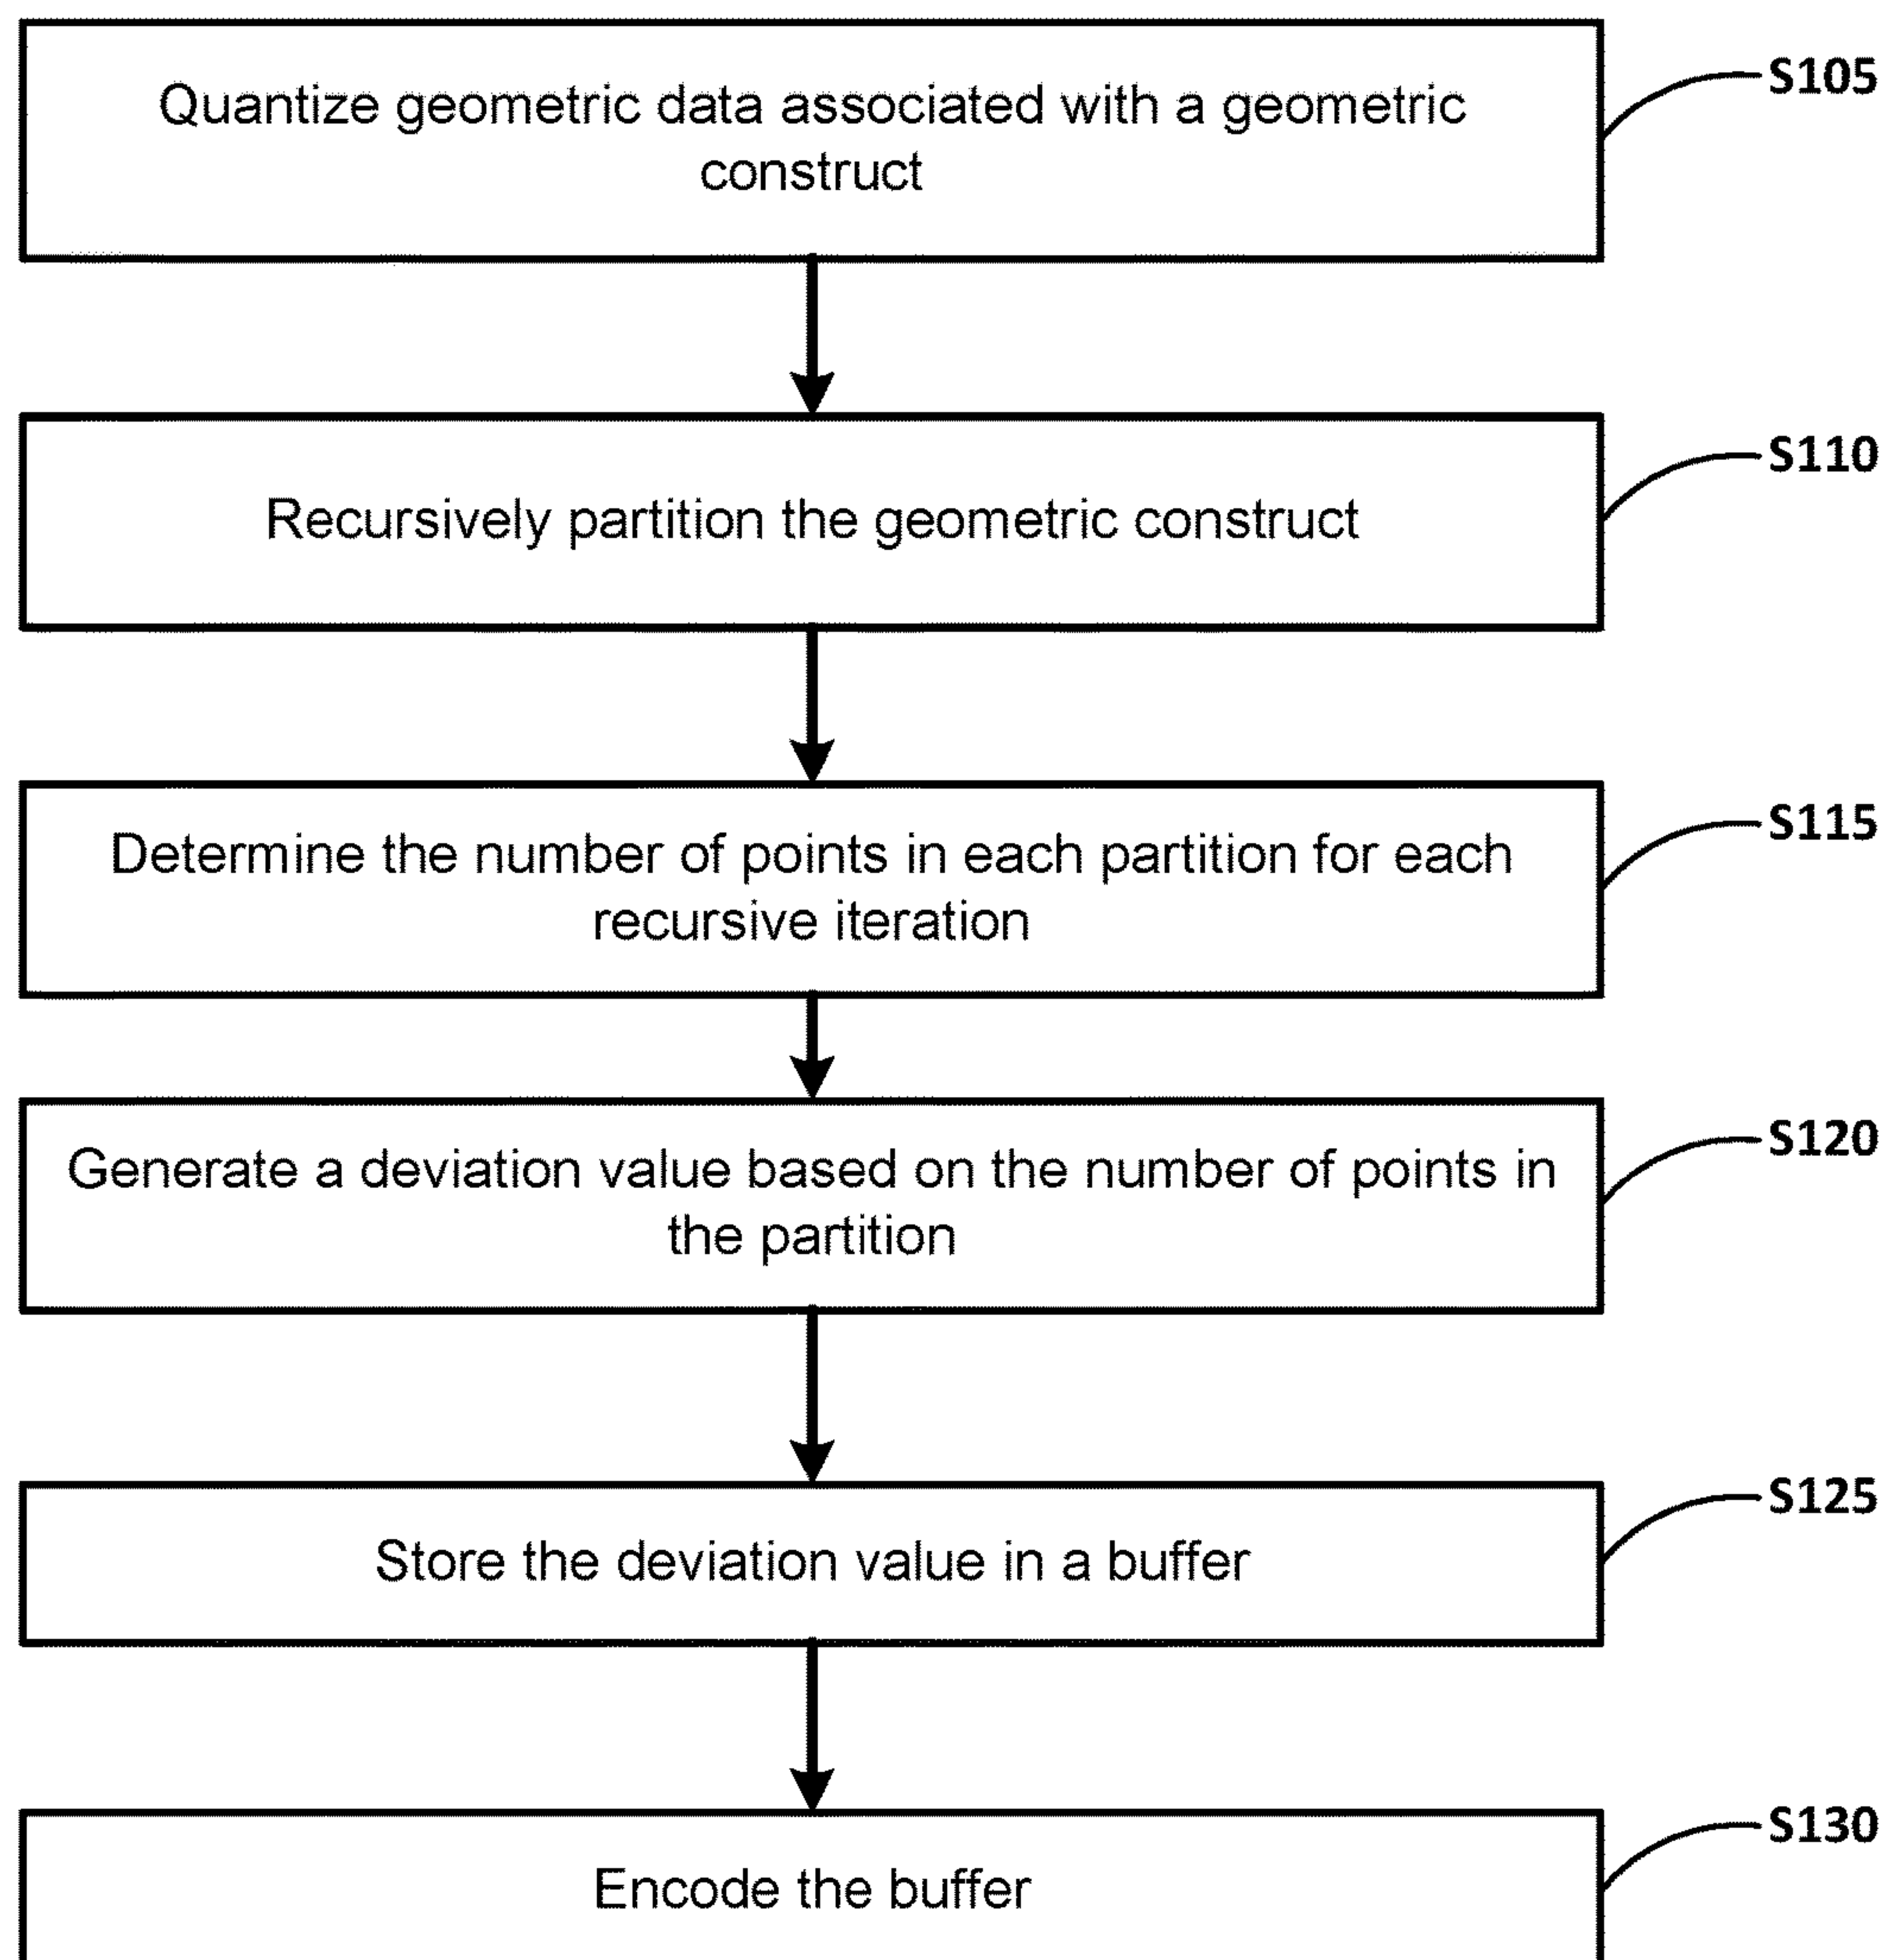 Quantize geometric data associated with a geometric
construct
S105
Recursively partition the geometric construct
S110
Determine the number of points in each partition for each
recursive iteration
S115
Generate a deviation value based on the number of points in
the partition
S120
Store the deviation value in a buffer
S125
Encode the buffer
S130